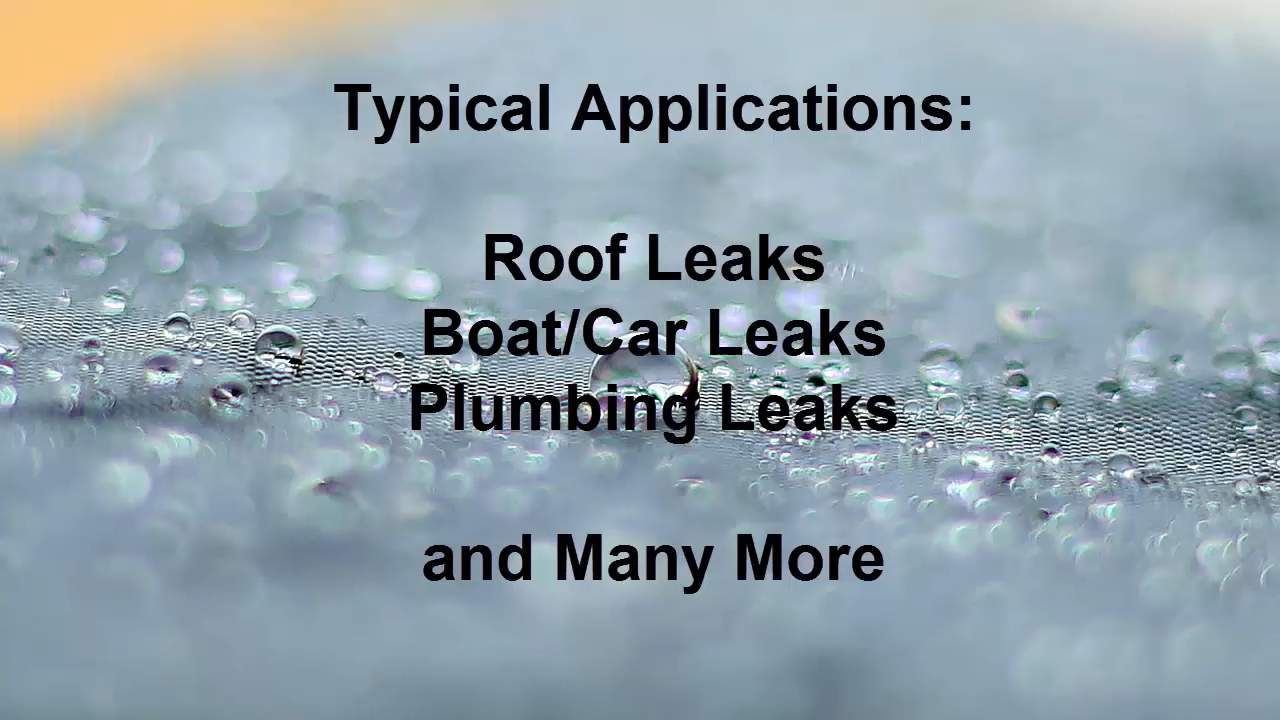 Typical Applications:
Roof Leaks
Boat/Car Leaks
Plumbing Leaks
and Many More